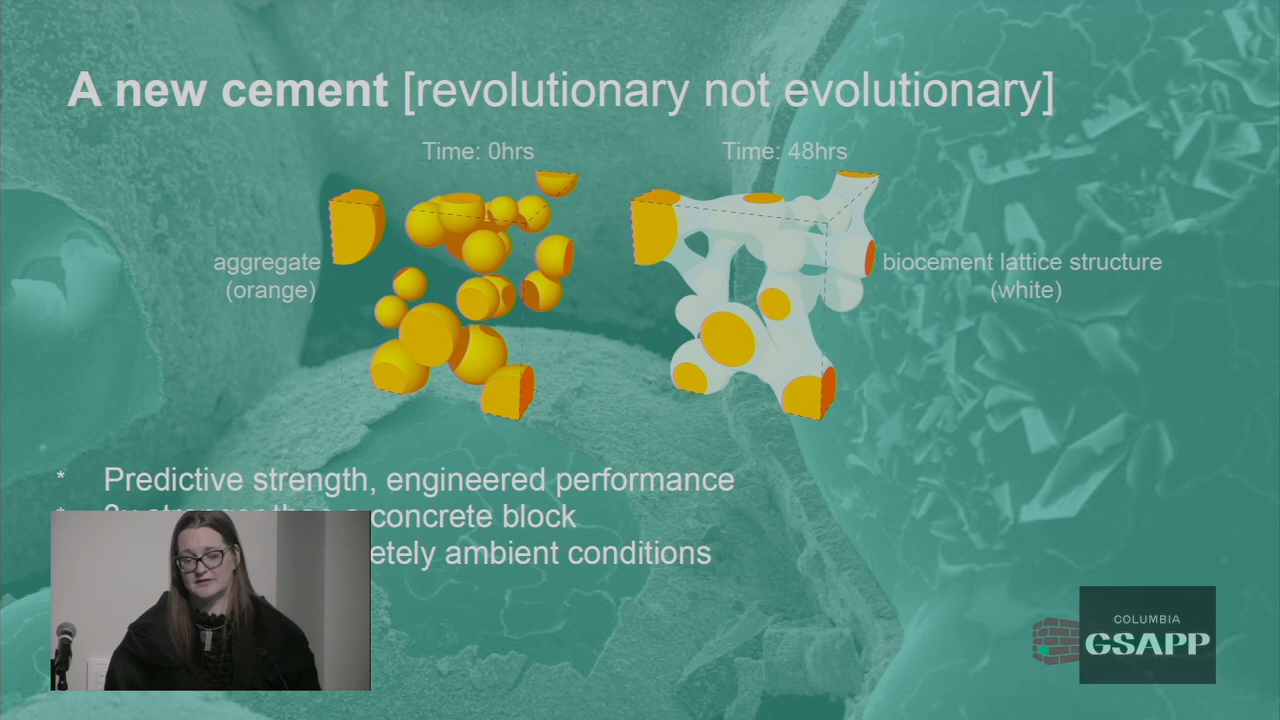 A new cement [revolutionary not evolutionary]
Time: 0hrs
Time: 48hrs
aggregate
(orange)
biocement lattice structure
(white)
* Predictive strength, engineered performance
* concrete block
etely ambient conditions
COLUMBIA
GSAPP